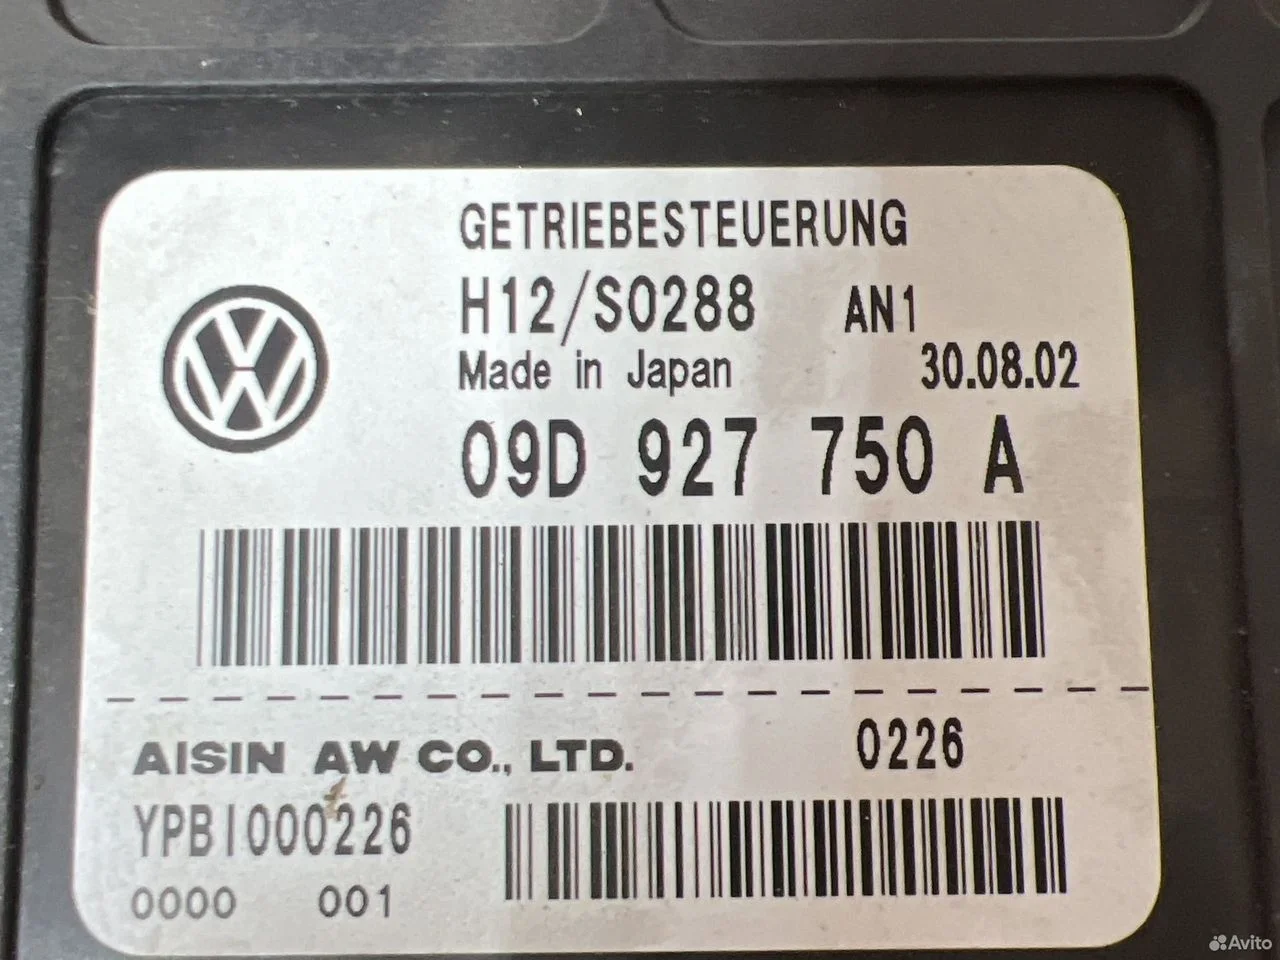 GETRIEBESTEUERUNG
H12/S0288 AN1
Made in Japan 30.08.02
09D 927 750 A
AISIN AW CO., LTD. 0226
YPB1000226
0000 001
Avito